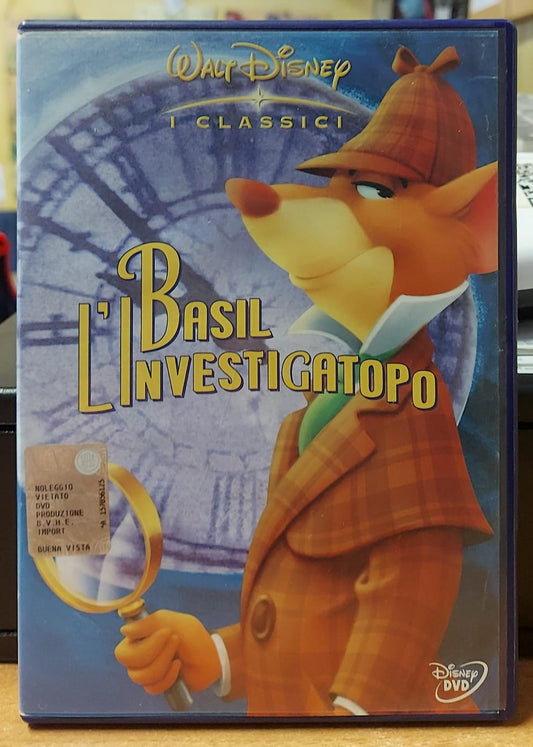 WALT DISNEY
I CLASSICI
BASIL
L'INVESTIGATOPO
NOLEGGIO
VIETATO
DVD
PRODUZIONE
B.V.H.E.
IMPORT
BUENA VISTA
DISNEY
DVD